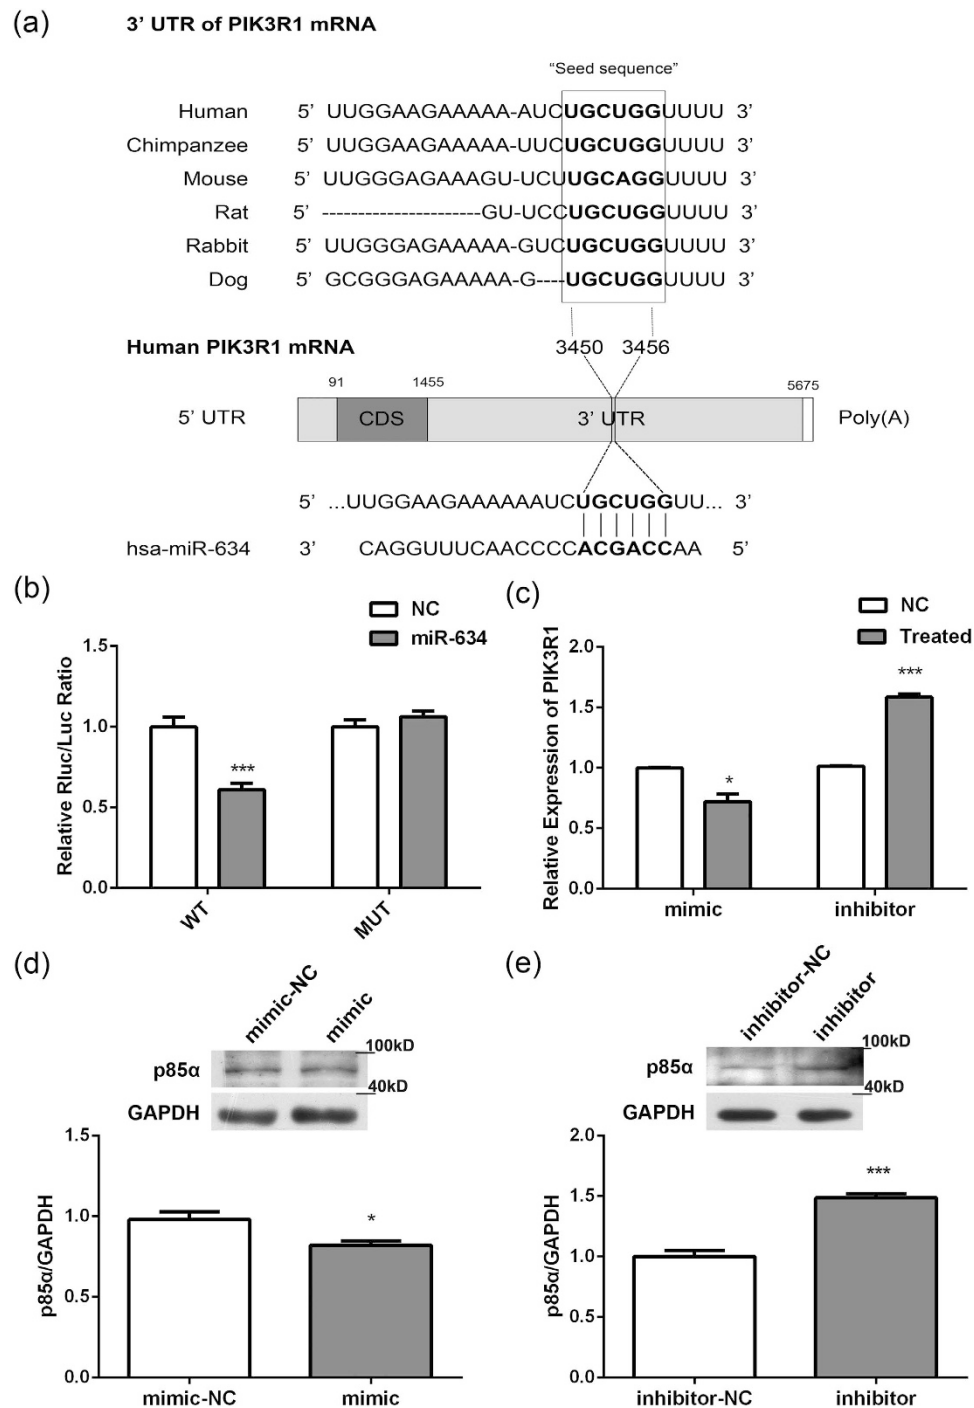 (a)
3’ UTR of PIK3R1 mRNA
“Seed sequence”
Human 5’ UUGGAAGAAAAA-AUCUGCUGGUUUU 3’
Chimpanzee 5’ UUGGAAGAAAAA-UUCUGCUGGUUUU 3’
Mouse 5’ UUGGGAGAAAGU-UCUUGCAGGUUUU 3’
Rat 5’ ----------------------GU-UCCUGCUGGUUUU 3’
Rabbit 5’ UUGGGAGAAAAA-GUCUGCUGGUUUU 3’
Dog 5’ GCGGGAGAAAAA-G----UGCUGGUUUU 3’
Human PIK3R1 mRNA 3450 3456
91 1455 5675
5’ UTR CDS 3’ UTR Poly(A)
5’ ...UUGGAAGAAAAAAUCUGCUGGUU... 3’
hsa-miR-634 3’ CAGGUUUCAACCCCACGACCAA 5’
(b)
NC
miR-634
Relative Rluc/Luc Ratio
1.5
1.0
0.5
0.0
***
WT
MUT
(c)
NC
Treated
Relative Expression of PIK3R1
2.0
1.5
1.0
0.5
0.0
*
***
mimic inhibitor
(d)
mimic-NC
mimic
100kD
p85α
40kD
GAPDH
p85α/GAPDH
1.5
1.0
0.5
0.0
*
mimic-NC mimic
(e)
inhibitor-NC
inhibitor
100kD
p85α
40kD
GAPDH
p85α/GAPDH
2.0
1.5
1.0
0.5
0.0
***
inhibitor-NC inhibitor